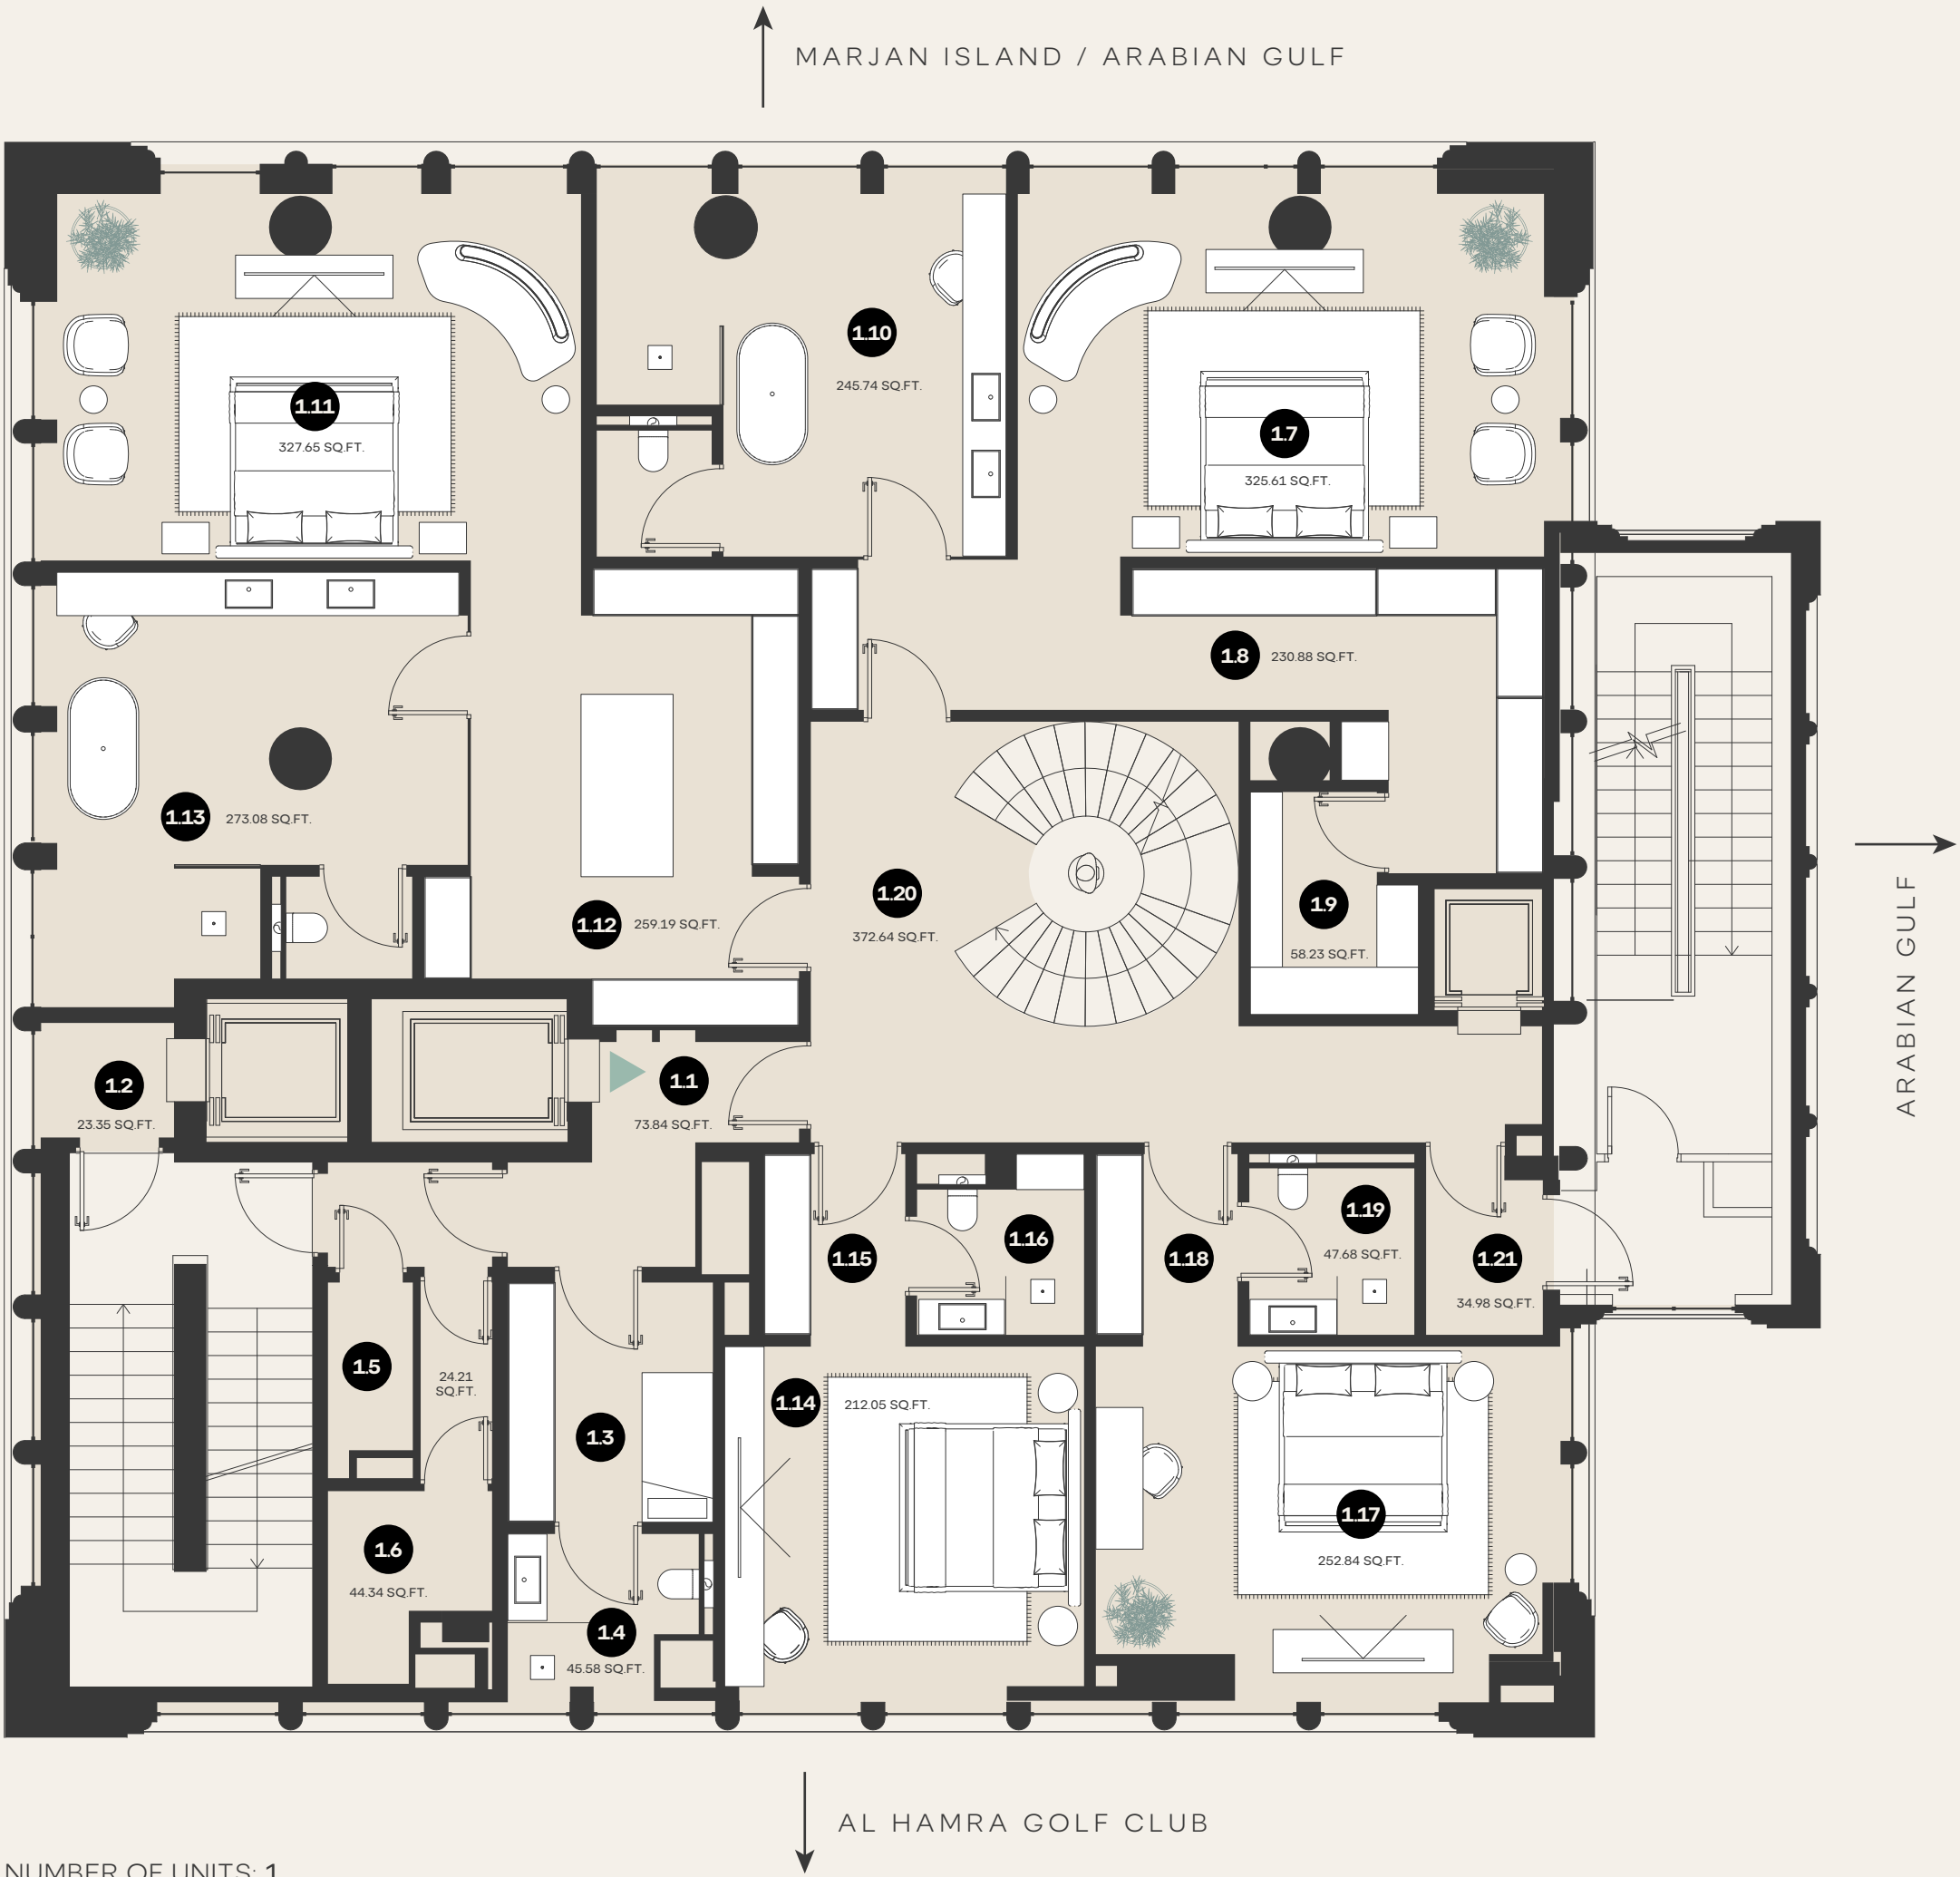 MARJAN ISLAND / ARABIAN GULF
1.11
327.65 SQ.FT.
1.10
245.74 SQ.FT.
1.7
325.61 SQ.FT.
1.8
230.88 SQ.FT.
1.13
273.08 SQ.FT.
1.12
259.19 SQ.FT.
1.20
372.64 SQ.FT.
1.9
58.23 SQ.FT.
ARABIAN GULF
1.2
23.35 SQ.FT.
1.1
73.84 SQ.FT.
1.15
1.16
1.18
1.19
47.68 SQ.FT.
1.21
34.98 SQ.FT.
1.5
24.21
SQ.FT.
1.3
1.14
212.05 SQ.FT.
1.17
252.84 SQ.FT.
1.6
44.34 SQ.FT.
1.4
45.58 SQ.FT.
AL HAMRA GOLF CLUB
NUMBER OF UNITS: 1